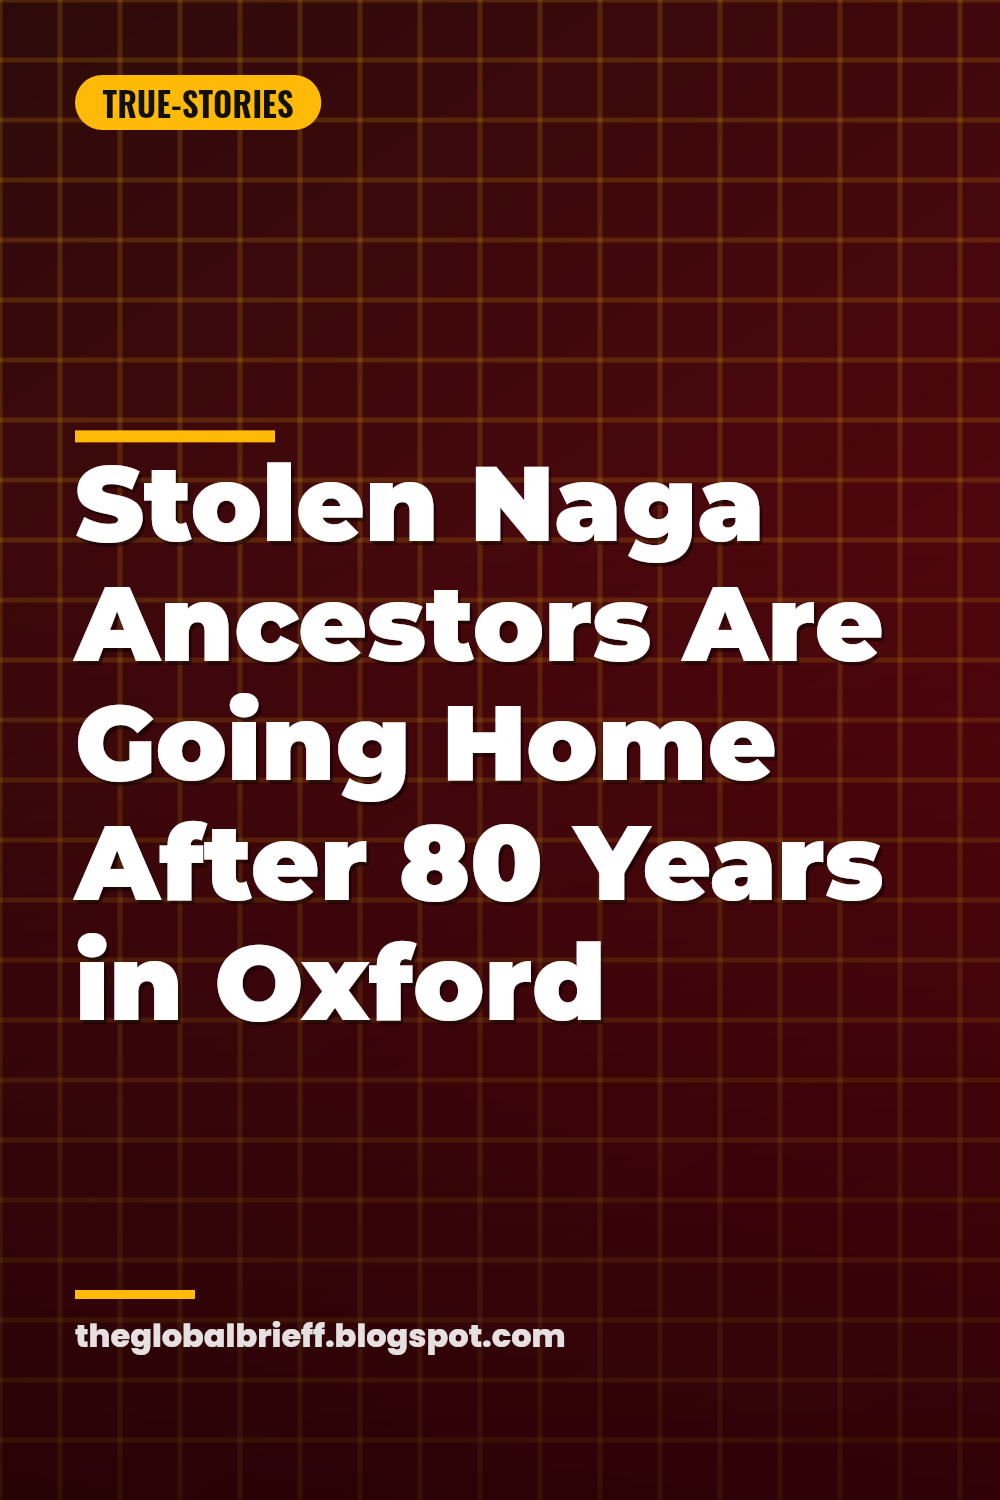 TRUE-STORIES
Stolen Naga
Ancestors Are
Going Home
After 80 Years
in Oxford
theglobalbrieff.blogspot.com